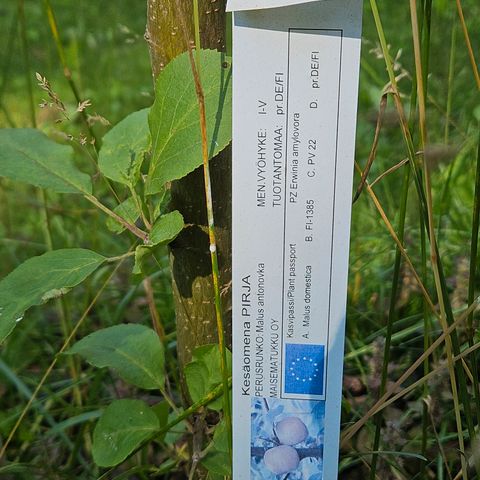 Kesäomena PIRJA
PERUSRUNKO: Malus antonovka MEN.VYÖHYKE: I-V
MAISEMATUKKU OY TUOTANTOMAA: pr.DE/FI
Kasvipassi/Plant passport PZ Erwinia amylovora
A. Malus domestica B. FI-1385 C. PV 22 D. pr.DE/FI